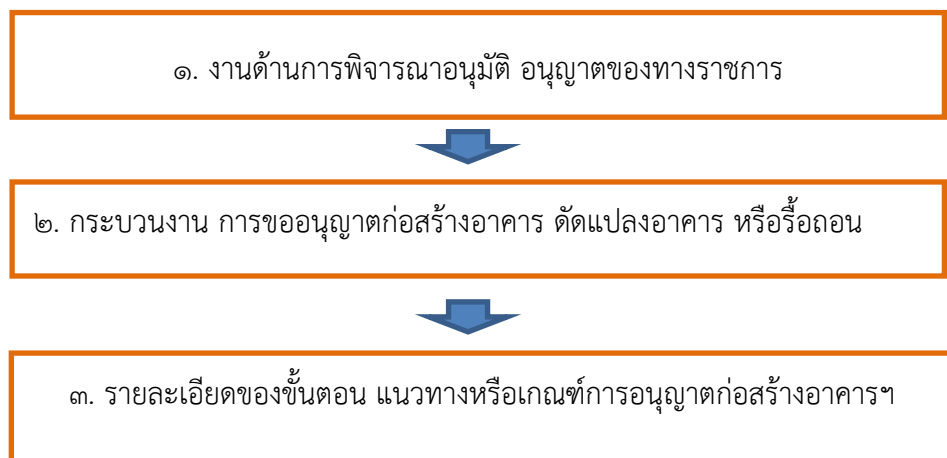 ๑. งานด้านการพิจารณาอนุมัติ อนุญาตของทางราชการ
๒. กระบวนงาน การขออนุญาตก่อสร้างอาคาร ดัดแปลงอาคาร หรือรื้อถอน
๓. รายละเอียดของขั้นตอน แนวทางหรือเกณฑ์การอนุญาตก่อสร้างอาคารฯ